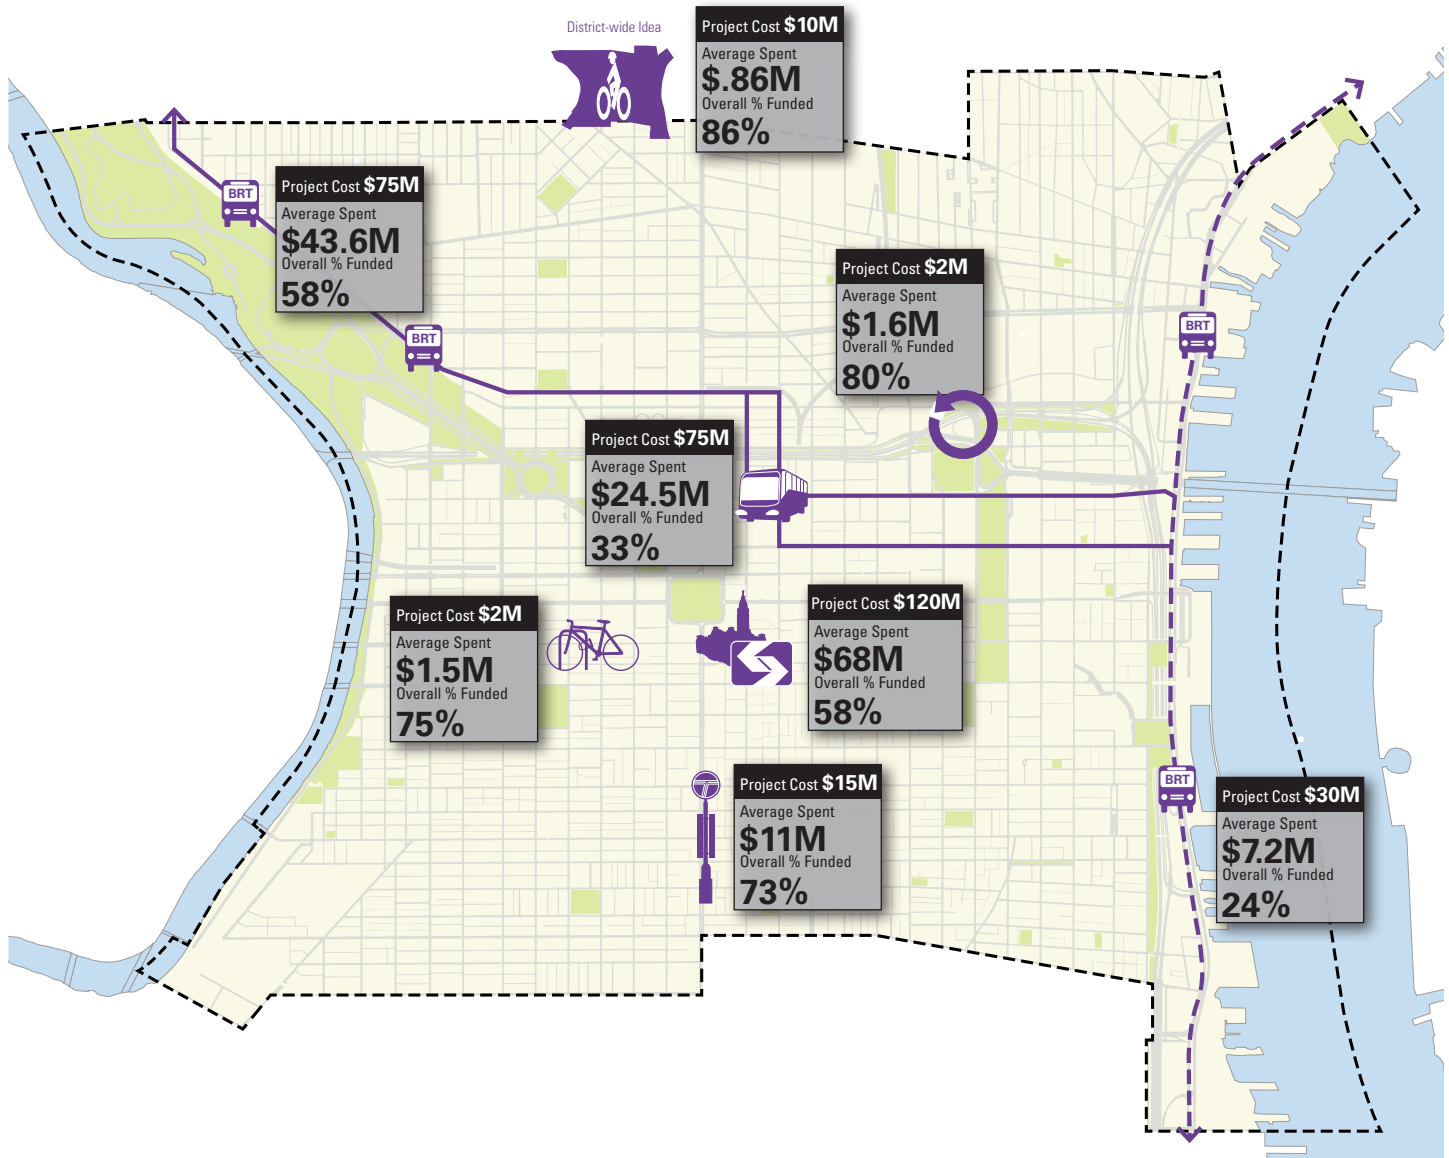 District-wide Idea
Project Cost $10M
Average Spent
$.86M
Overall % Funded
86%
BRT
Project Cost $75M
Average Spent
$43.6M
Overall % Funded
58%
BRT
Project Cost $2M
Average Spent
$1.6M
Overall % Funded
80%
BRT
Project Cost $75M
Average Spent
$24.5M
Overall % Funded
33%
Project Cost $2M
Average Spent
$1.5M
Overall % Funded
75%
Project Cost $120M
Average Spent
$68M
Overall % Funded
58%
Project Cost $15M
Average Spent
$11M
Overall % Funded
73%
BRT
Project Cost $30M
Average Spent
$7.2M
Overall % Funded
24%